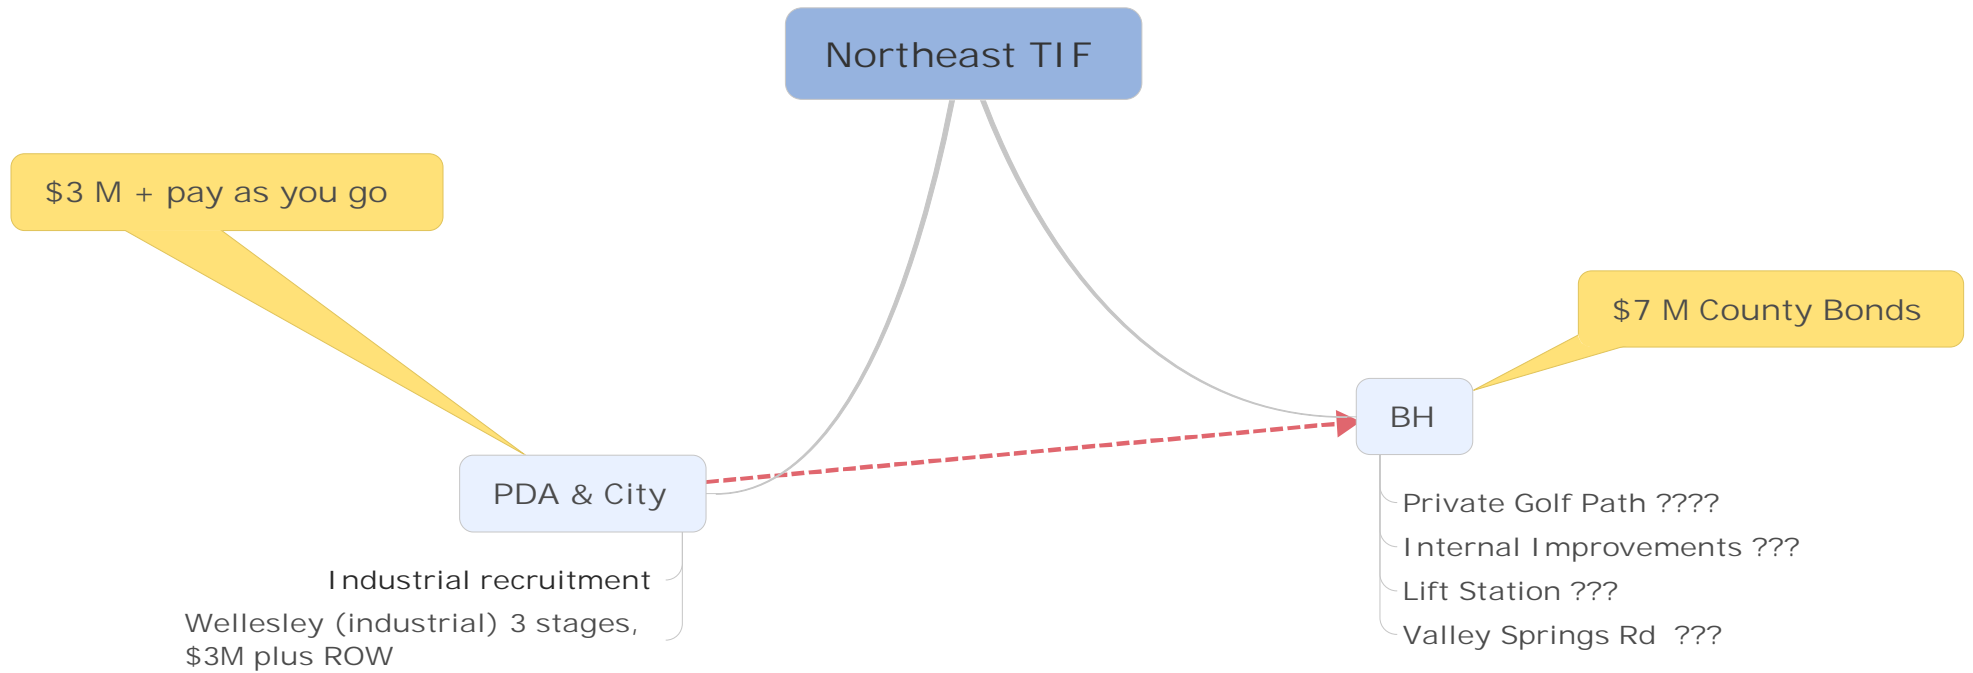 Northeast TIF
$3 M + pay as you go
$7 M County Bonds
BH
PDA & City
Private Golf Path ????
Internal Improvements ???
Industrial recruitment
Lift Station ???
Wellesley (industrial) 3 stages,
$3M plus ROW
Valley Springs Rd  ???